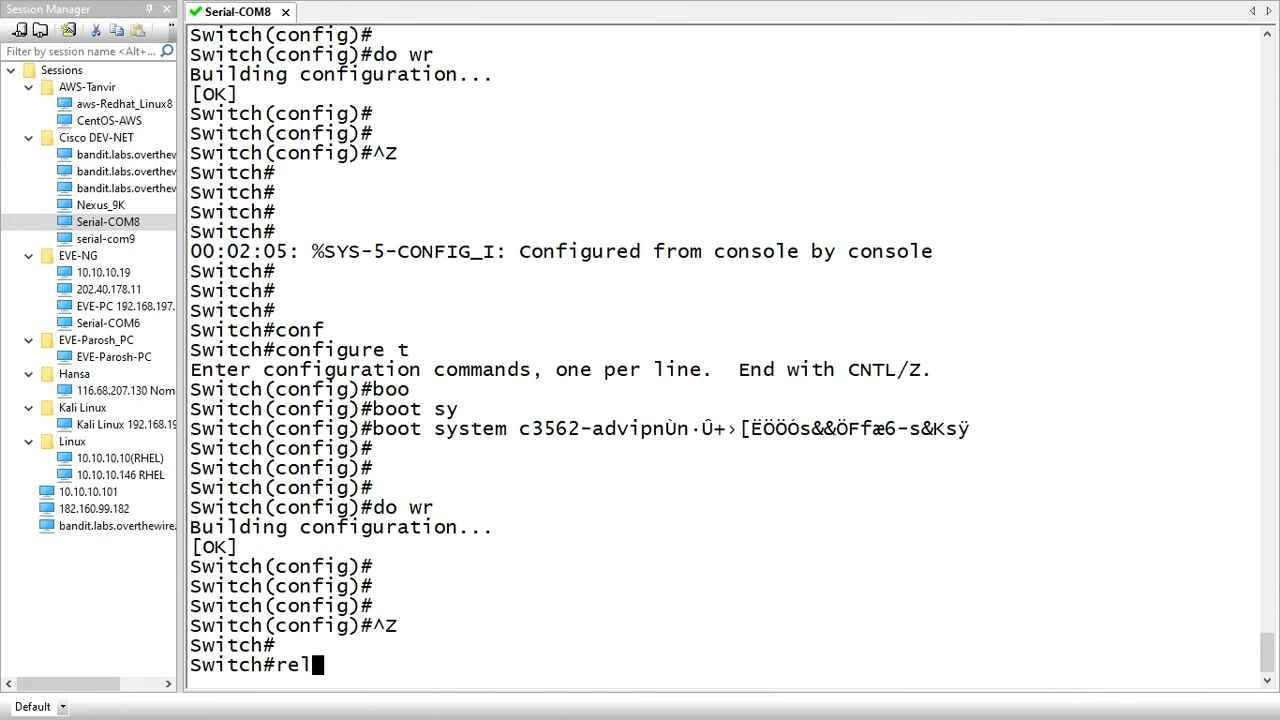 Session Manager
Serial-COM8
Filter by session name <Alt+...
Sessions
AWS-Tanvir
aws-Redhat_Linux8
CentOS-AWS
Cisco DEV-NET
bandit.labs.overthew
bandit.labs.overthew
bandit.labs.overthew
Nexus_9K
Serial-COM8
serial-com9
EVE-NG
10.10.10.19
202.40.178.11
EVE-PC 192.168.197.
Serial-COM6
EVE-Parosh_PC
EVE-Parosh-PC
Hansa
116.68.207.130 Nom
Kali Linux
Kali Linux 192.168.19
Linux
10.10.10.10(RHEL)
10.10.10.146 RHEL
10.10.10.101
182.160.99.182
bandit.labs.overthewire.
Switch(config)#
Switch(config)#do wr
Building configuration...
[OK]
Switch(config)#
Switch(config)#
Switch(config)#^Z
Switch#
Switch#
Switch#
Switch#
00:02:05: %SYS-5-CONFIG_I: Configured from console by console
Switch#
Switch#
Switch#
Switch#conf
Switch#configure t
Enter configuration commands, one per line.  End with CNTL/Z.
Switch(config)#boo
Switch(config)#boot sy
Switch(config)#boot system c3562-advipnÙn·Û+›[ËÖÖÓs&&ÖFfæ6-s&Ksÿ
Switch(config)#
Switch(config)#
Switch(config)#
Switch(config)#do wr
Building configuration...
[OK]
Switch(config)#
Switch(config)#
Switch(config)#
Switch(config)#^Z
Switch#
Switch#rel
Default